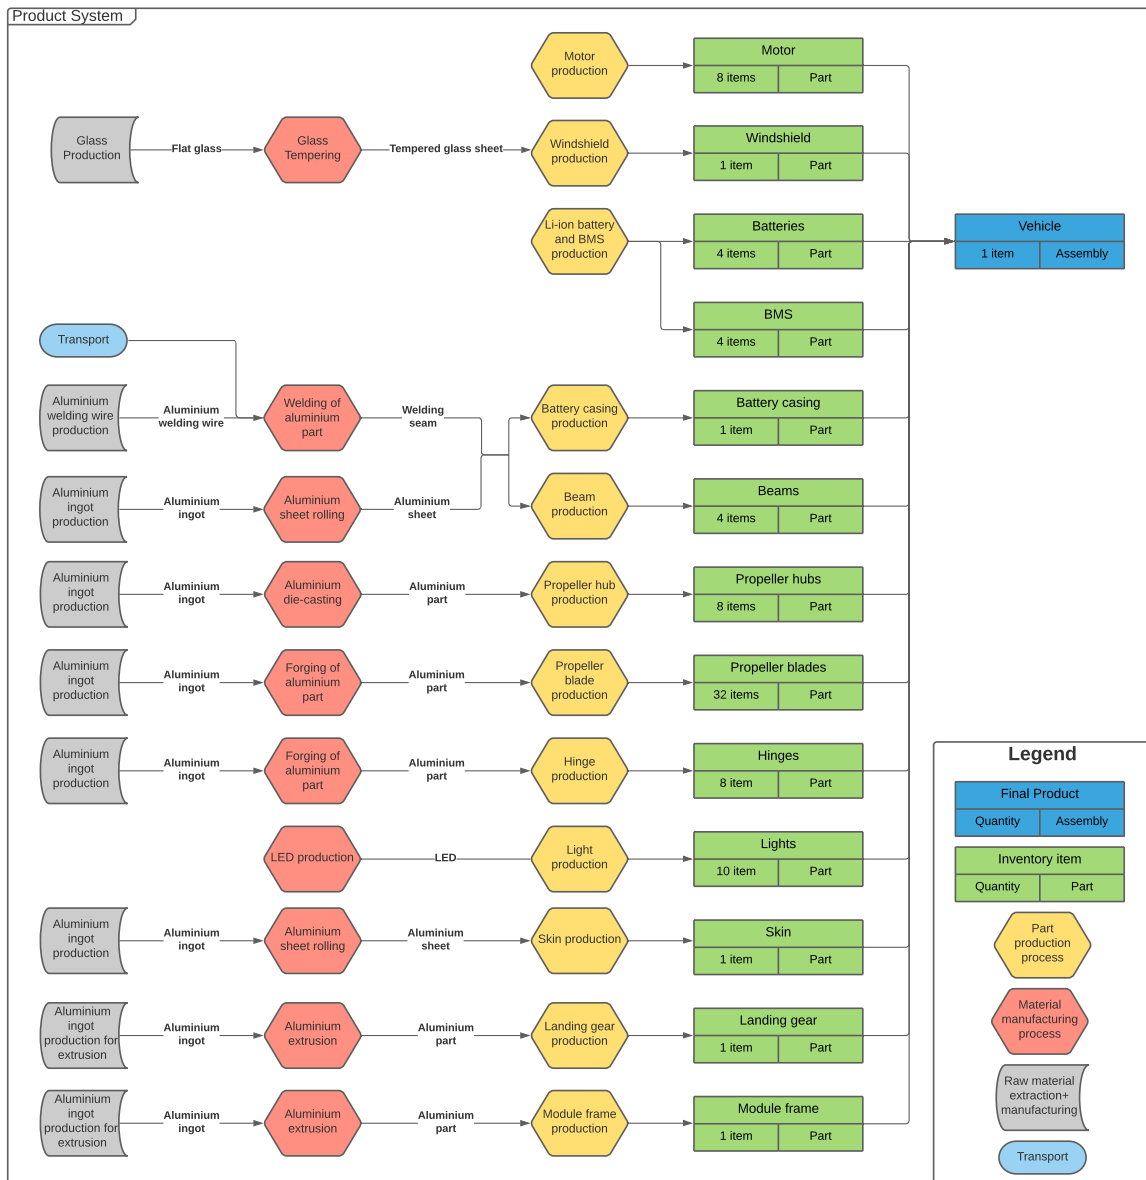 Product System
Motor
production
Motor
8 items
Part
Glass
Production
Flat glass
Glass
Tempering
Tempered glass sheet
Windshield
production
Windshield
1 item
Part
Li-ion battery
and BMS
production
Batteries
4 items
Part
Vehicle
1 item
Assembly
BMS
4 items
Part
Transport
Aluminium
welding wire
production
Aluminium
welding wire
Welding of
aluminium
part
Welding
seam
Battery casing
production
Battery casing
1 item
Part
Aluminium
ingot
production
Aluminium
ingot
Aluminium
sheet rolling
Aluminium
sheet
Beam
production
Beams
4 items
Part
Aluminium
ingot
production
Aluminium
ingot
Aluminium
die-casting
Aluminium
part
Propeller hub
production
Propeller hubs
8 items
Part
Aluminium
ingot
production
Aluminium
ingot
Forging of
aluminium
part
Aluminium
part
Propeller
blade
production
Propeller blades
32 items
Part
Aluminium
ingot
production
Aluminium
ingot
Forging of
aluminium
part
Aluminium
part
Hinge
production
Hinges
8 item
Part
LED production
LED
Light
production
Lights
10 item
Part
Aluminium
ingot
production
Aluminium
ingot
Aluminium
sheet rolling
Aluminium
sheet
Skin production
Skin
1 item
Part
Aluminium
ingot
production for
extrusion
Aluminium
ingot
Aluminium
extrusion
Aluminium
part
Landing gear
production
Landing gear
1 item
Part
Aluminium
ingot
production for
extrusion
Aluminium
ingot
Aluminium
extrusion
Aluminium
part
Module frame
production
Module frame
1 item
Part
Legend
Final Product
Quantity
Assembly
Inventory item
Quantity
Part
Part
production
process
Material
manufacturing
process
Raw material
extraction+
manufacturing
Transport